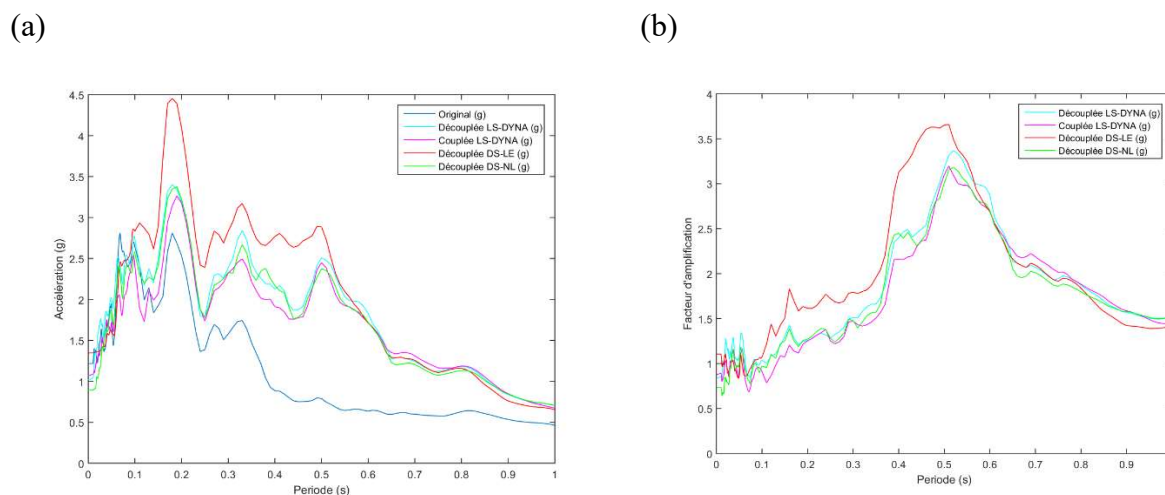 (a)
(b)
Accélération (g)
4.5
4
3.5
3
2.5
2
1.5
1
0.5
0
Original (g)
Découplée LS-DYNA (g)
Couplée LS-DYNA (g)
Découplée DS-LE (g)
Découplée DS-NL (g)
0 0.1 0.2 0.3 0.4 0.5 0.6 0.7 0.8 0.9 1
Periode (s)
Facteur d'amplification
4
3.5
3
2.5
2
1.5
1
0.5
0
Découplée LS-DYNA (g)
Couplée LS-DYNA (g)
Découplée DS-LE (g)
Découplée DS-NL (g)
0 0.1 0.2 0.3 0.4 0.5 0.6 0.7 0.8 0.9
Periode (s)